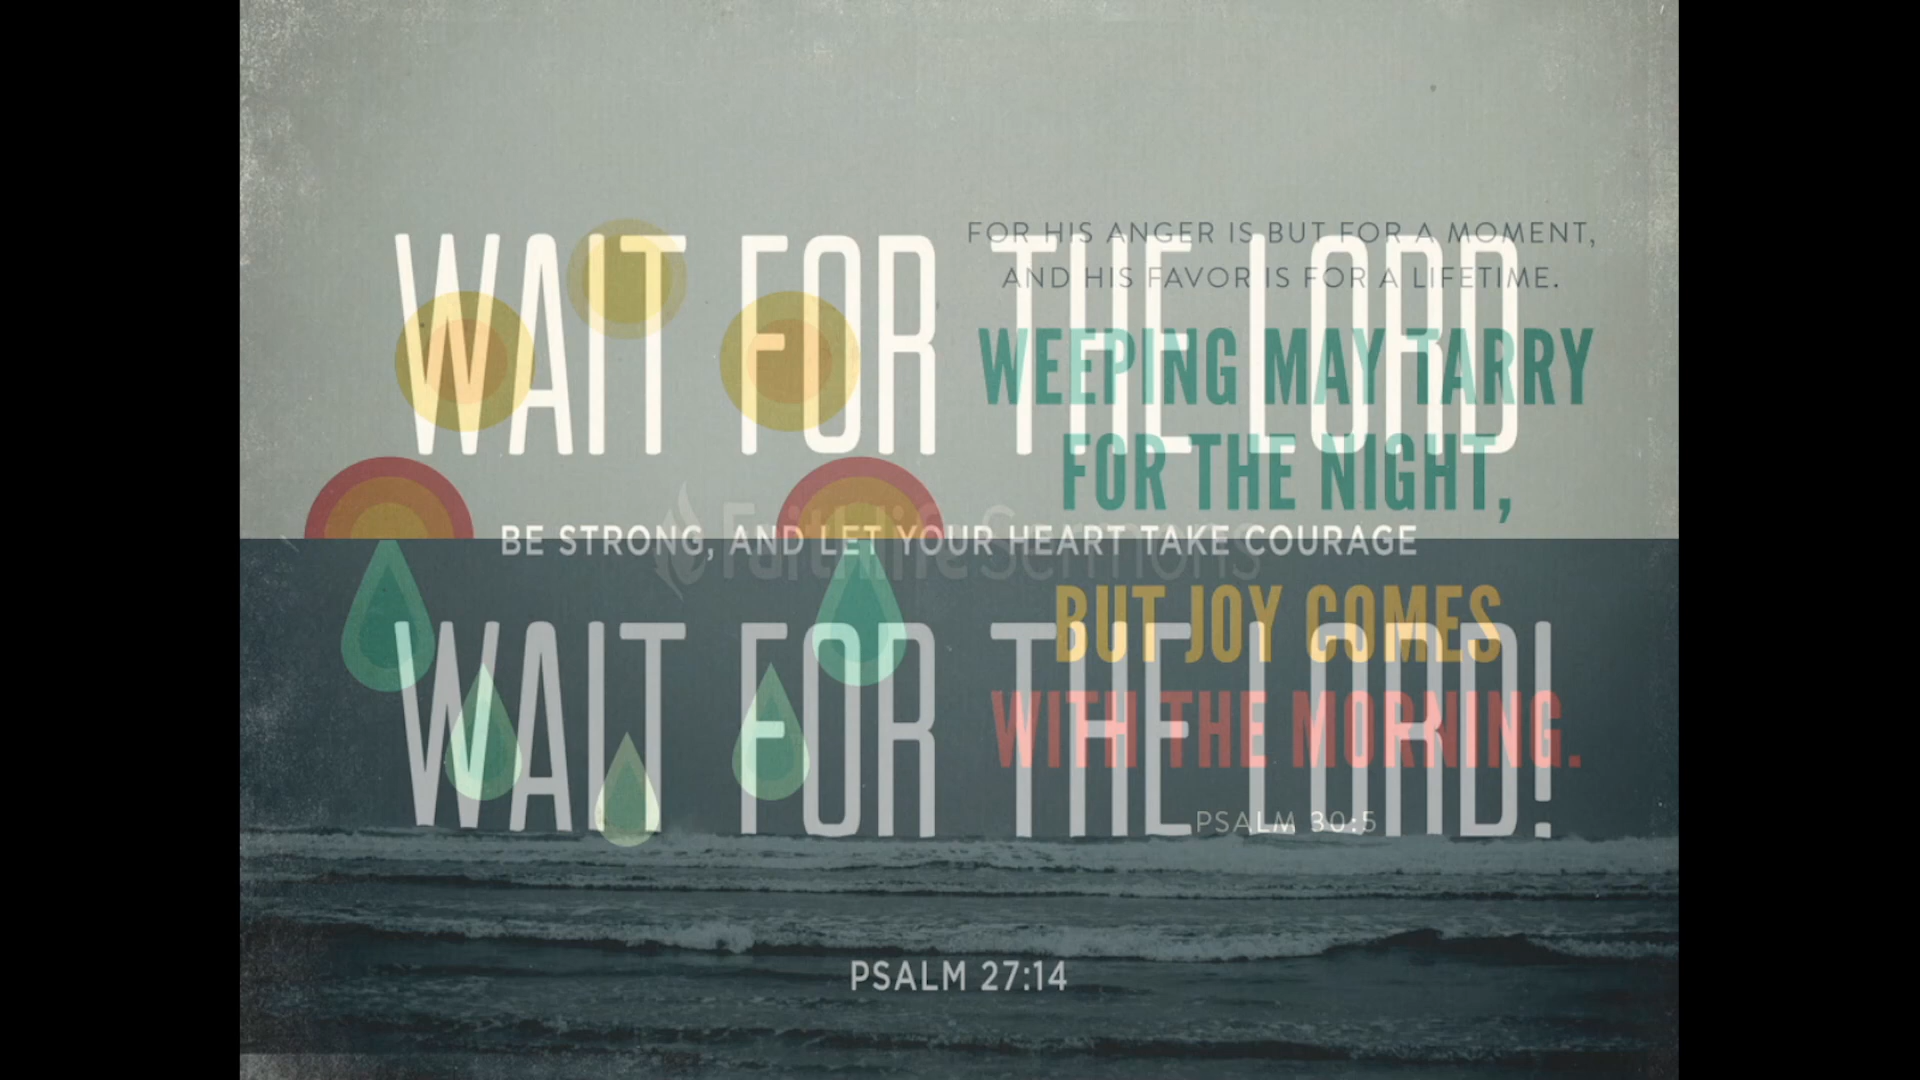 WAIT FOR THE LORD
BE STRONG, AND LET YOUR HEART TAKE COURAGE
WAIT FOR THE LORD!
PSALM 27:14
FOR HIS ANGER IS BUT FOR A MOMENT,
AND HIS FAVOR IS FOR A LIFETIME.
WEEPING MAY TARRY
FOR THE NIGHT,
BUT JOY COMES
WITH THE MORNING.
PSALM 30:5
Faithlife Sermons